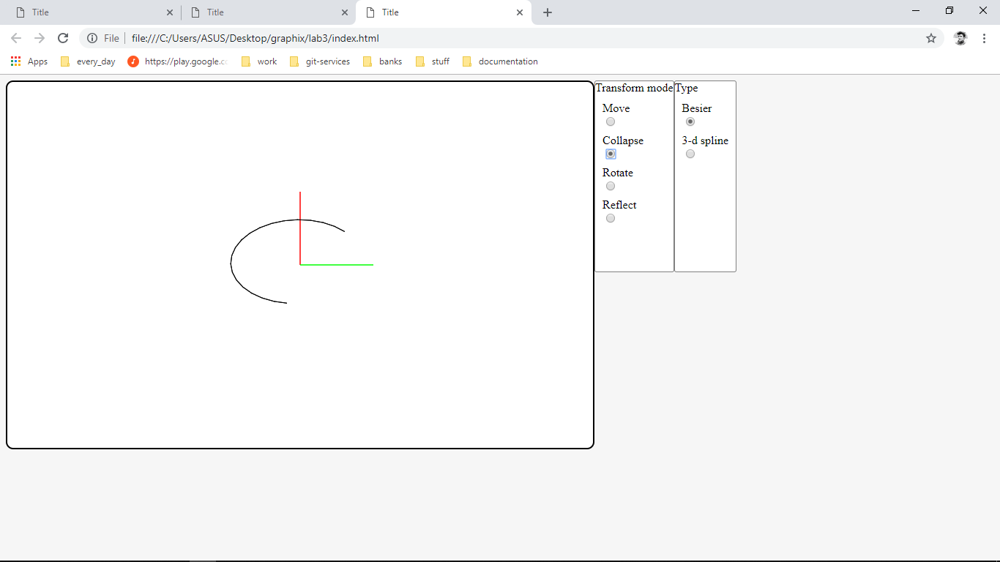 Title Title Title
File file:///C:/Users/ASUS/Desktop/graphix/lab3/index.html
Apps every_day https://play.google.cc work git-services banks stuff documentation
Transform mode Type
Move Besier
Collapse 3-d spline
Rotate
Reflect